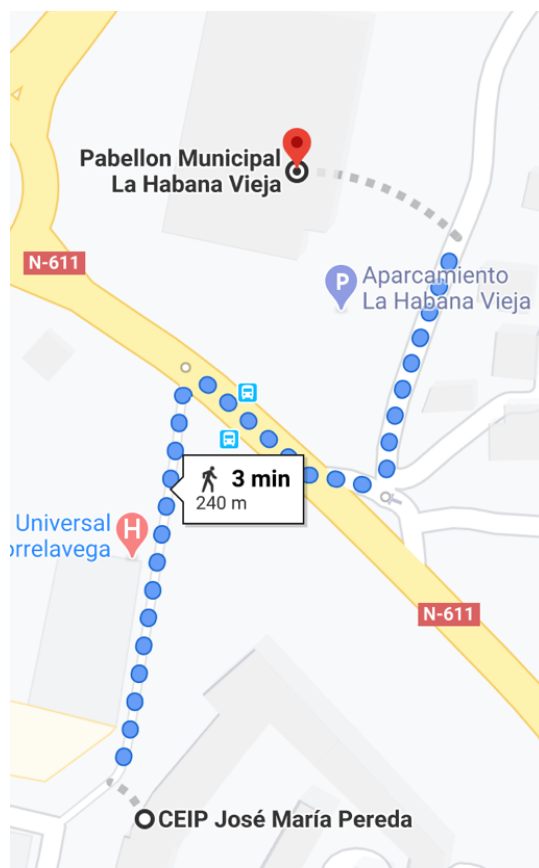 Pabellon Municipal
La Habana Vieja
N-611
P
Aparcamiento
La Habana Vieja
3 min
240 m
Universal
H
orrelavega
N-611
CEIP José María Pereda